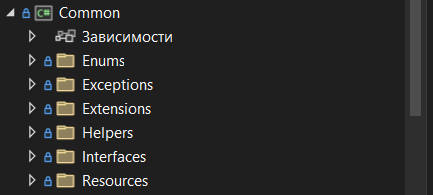 C# Common
Зависимости
Enums
Exceptions
Extensions
Helpers
Interfaces
Resources